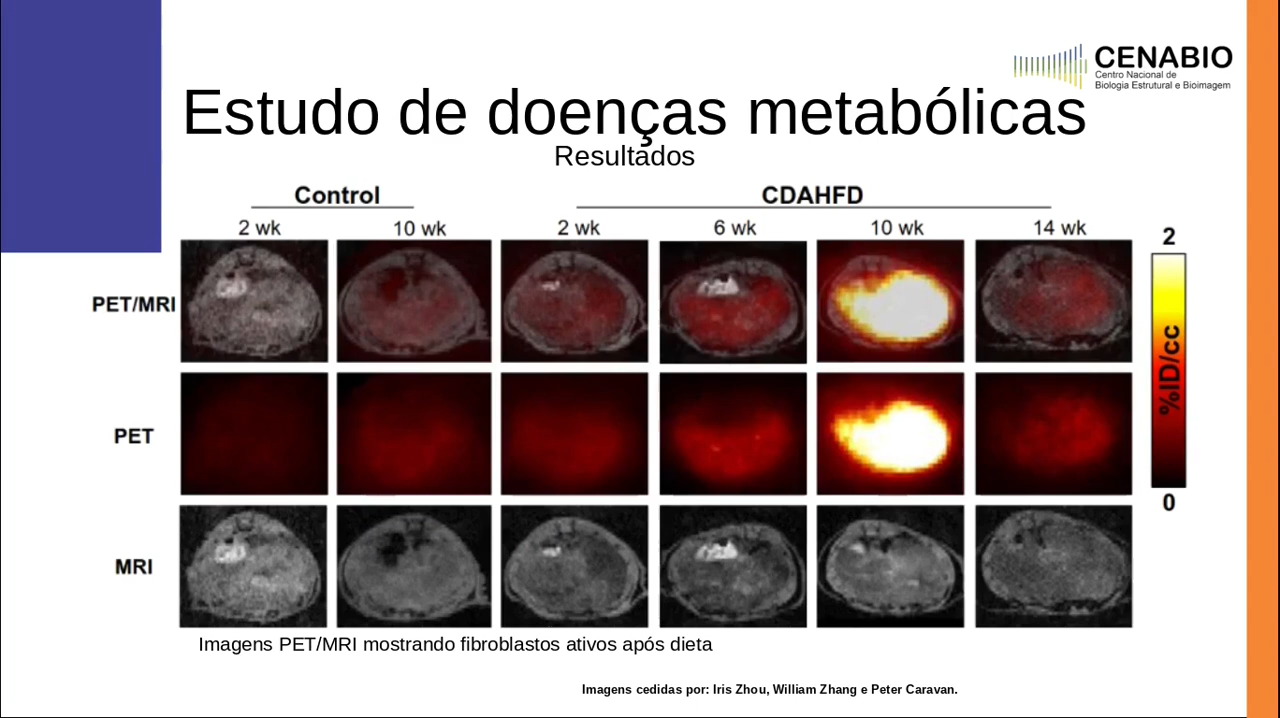 CENABIO
Centro Nacional de
Biologia Estrutural e Bioimagem
Estudo de doenças metabólicas
Resultados
Control CDAHFD
2 wk 10 wk 2 wk 6 wk 10 wk 14 wk
2
PET/MRI
%ID/cc
PET
0
MRI
Imagens PET/MRI mostrando fibroblastos ativos após dieta
Imagens cedidas por: Iris Zhou, William Zhang e Peter Caravan.